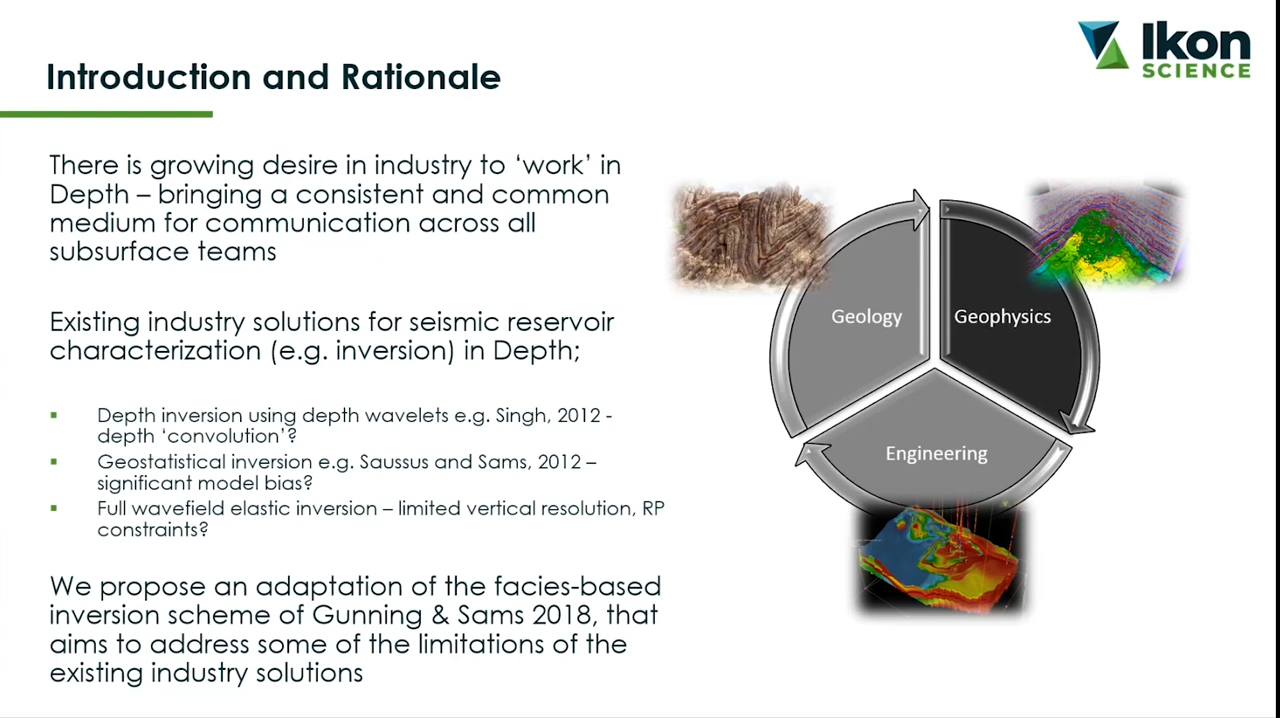 Ikon
SCIENCE
Introduction and Rationale
There is growing desire in industry to ‘work’ in
Depth – bringing a consistent and common
medium for communication across all
subsurface teams
Existing industry solutions for seismic reservoir
characterization (e.g. inversion) in Depth;
▪ Depth inversion using depth wavelets e.g. Singh, 2012 -
depth ‘convolution’?
▪ Geostatistical inversion e.g. Saussus and Sams, 2012 –
significant model bias?
▪ Full wavefield elastic inversion – limited vertical resolution, RP
constraints?
We propose an adaptation of the facies-based
inversion scheme of Gunning & Sams 2018, that
aims to address some of the limitations of the
existing industry solutions
Geology
Geophysics
Engineering